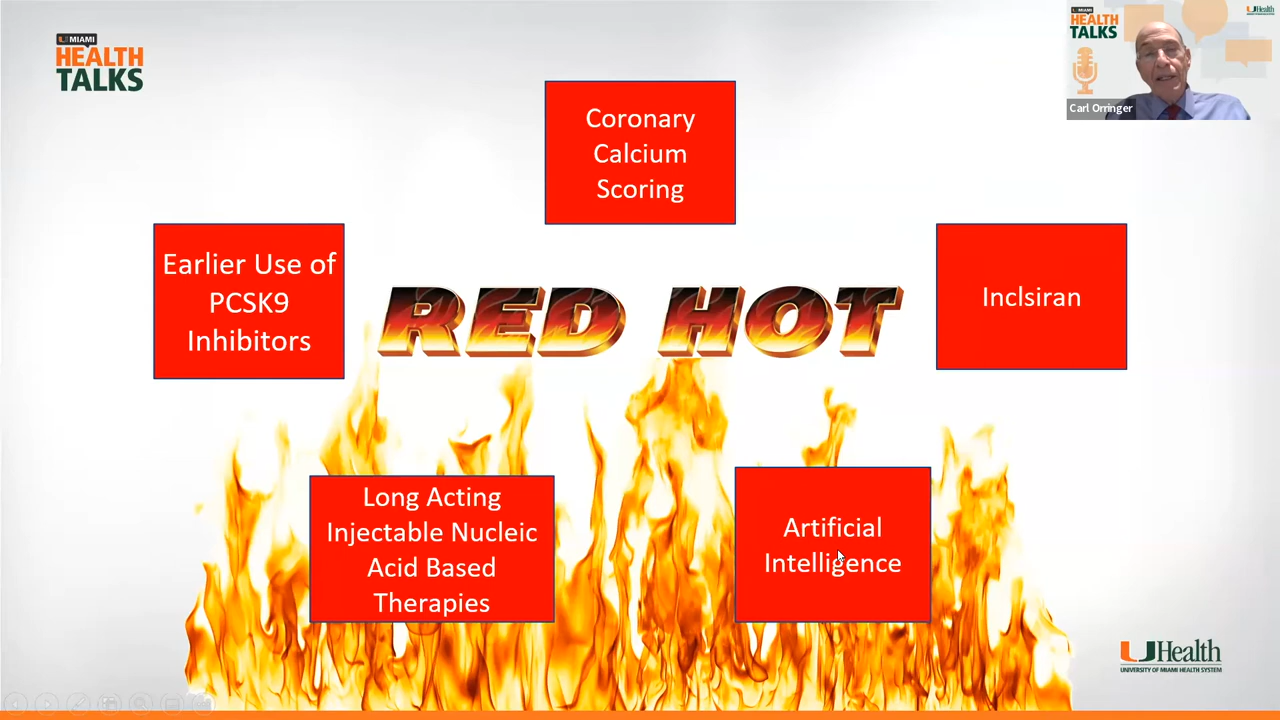 U MIAMI
HEALTH
TALKS
Coronary
Calcium
Scoring
U MIAMI
HEALTH
TALKS
UHealth
Carl Orringer
Earlier Use of
PCSK9
Inhibitors
RED HOT
Inclsiran
Long Acting
Injectable Nucleic
Acid Based
Therapies
Artificial
Intelligence
UHealth
UNIVERSITY OF MIAMI HEALTH SYSTEM